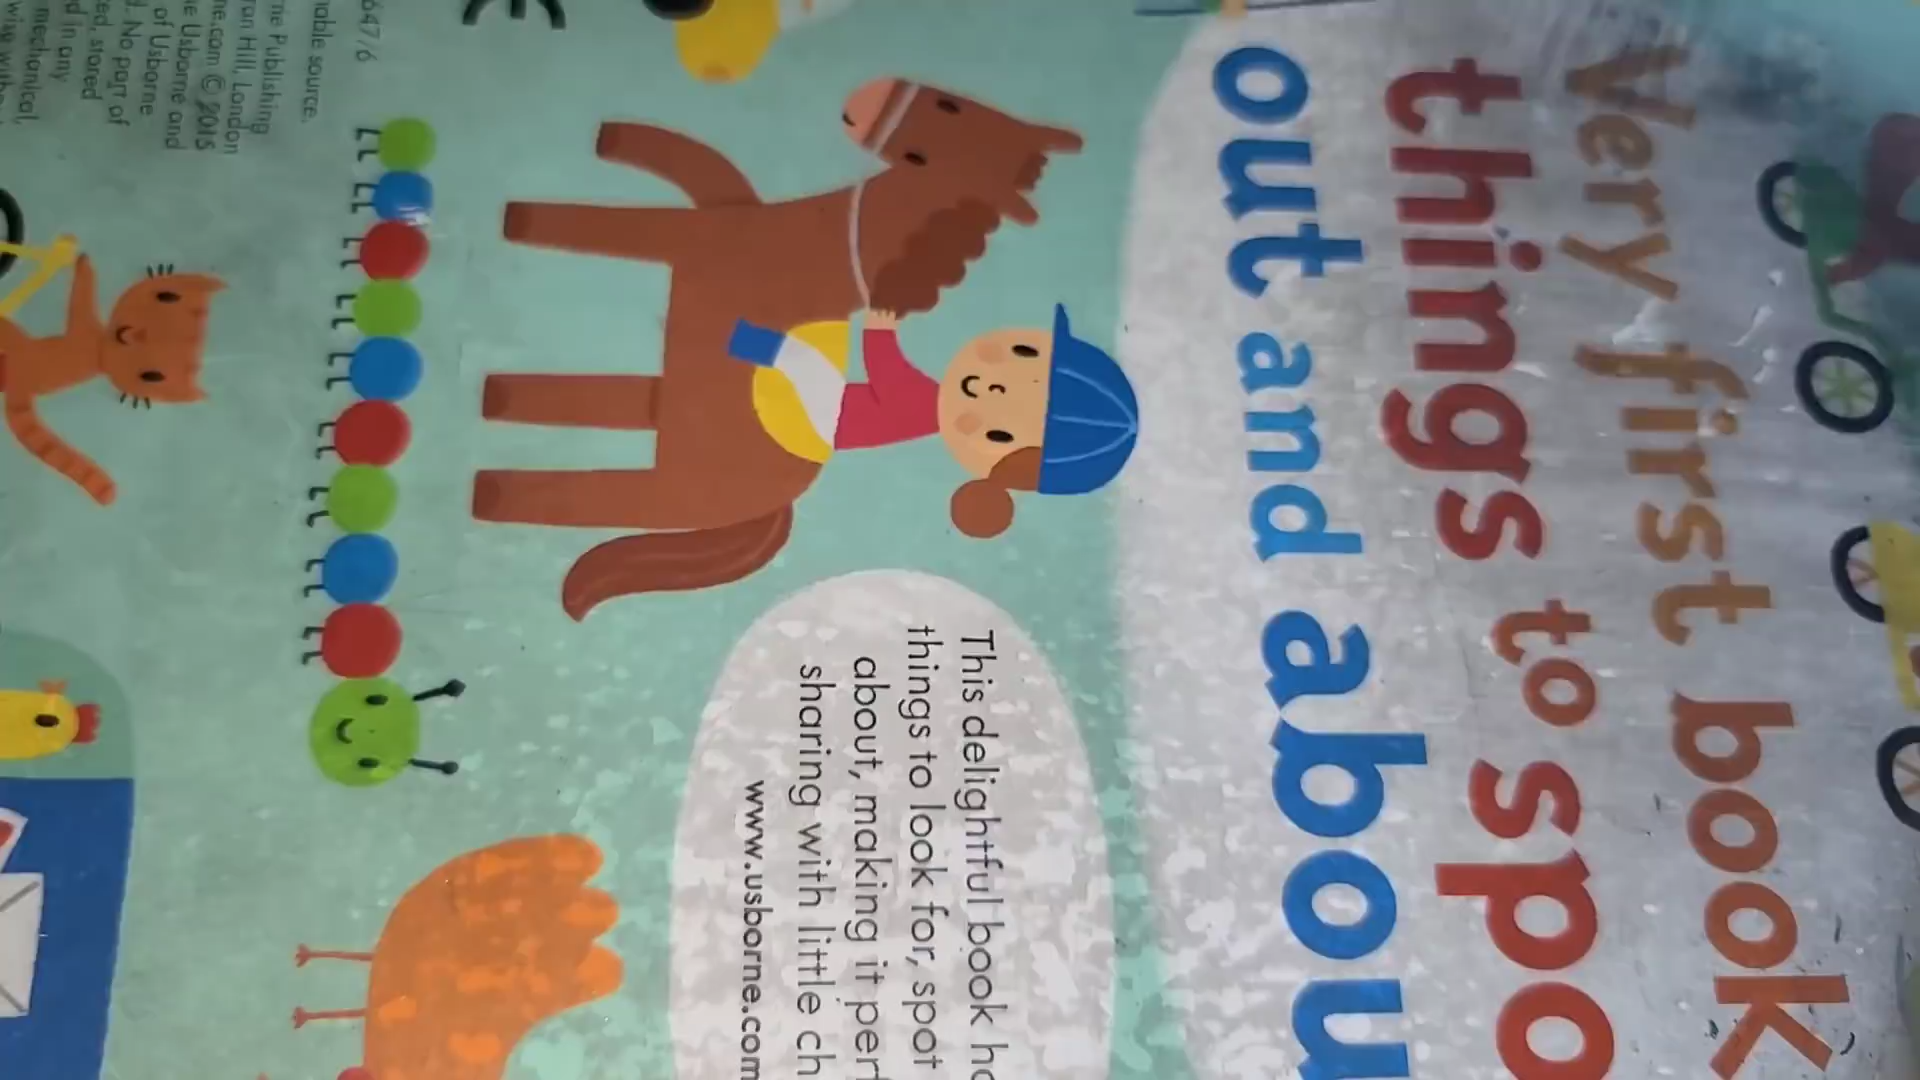 Very first book
things to spo
out and abou
This delightful book ha
things to look for, spot
about, making it perf
sharing with little ch
www.usborne.com
647/6
nable source.
ne Publishing
Hill, London
ne.com © 2015
e Usborne and
of Usborne
No part of
ed, stored
d in any
mechanical,